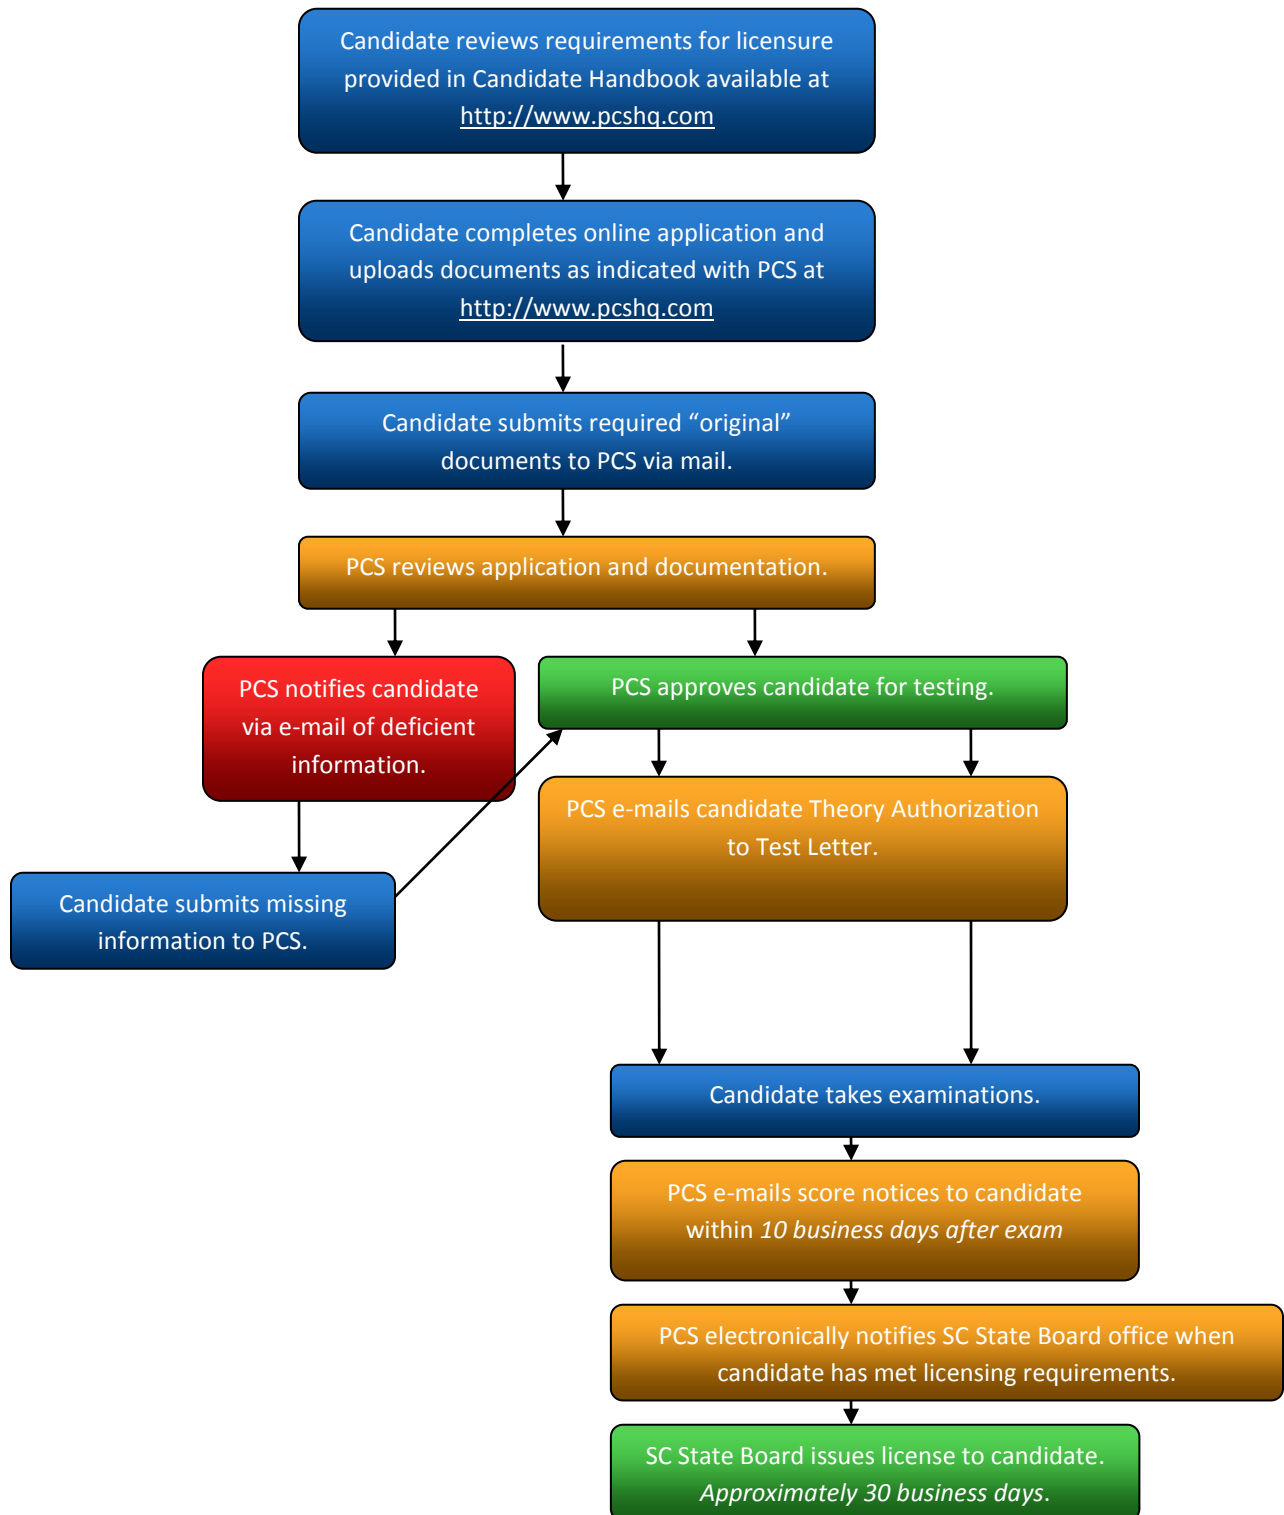 Candidate reviews requirements for licensure
provided in Candidate Handbook available at
http://www.pcshq.com
Candidate completes online application and
uploads documents as indicated with PCS at
http://www.pcshq.com
Candidate submits required “original”
documents to PCS via mail.
PCS reviews application and documentation.
PCS notifies candidate
via e-mail of deficient
information.
PCS approves candidate for testing.
PCS e-mails candidate Theory Authorization
to Test Letter.
Candidate submits missing
information to PCS.
Candidate takes examinations.
PCS e-mails score notices to candidate
within 10 business days after exam
PCS electronically notifies SC State Board office when
candidate has met licensing requirements.
SC State Board issues license to candidate.
Approximately 30 business days.